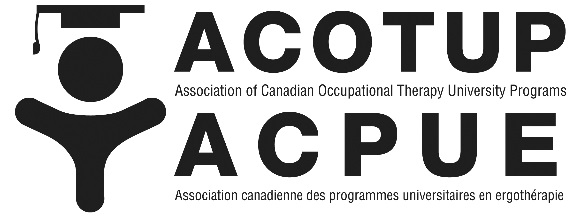 ACOTUP
Association of Canadian Occupational Therapy University Programs
ACPUE
Association canadienne des programmes universitaires en ergothérapie